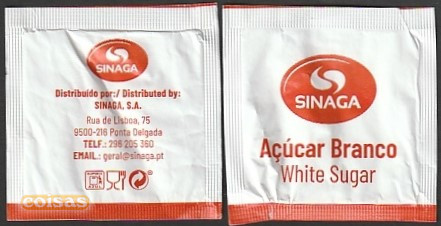 SINAGA
Distribuído por:/ Distributed by:
SINAGA, S.A.
Rua de Lisboa, 75
9500-216 Ponta Delgada
TELF.: 296 205 360
EMAIL.: geral@sinaga.pt
coisas
SINAGA
Açúcar Branco
White Sugar